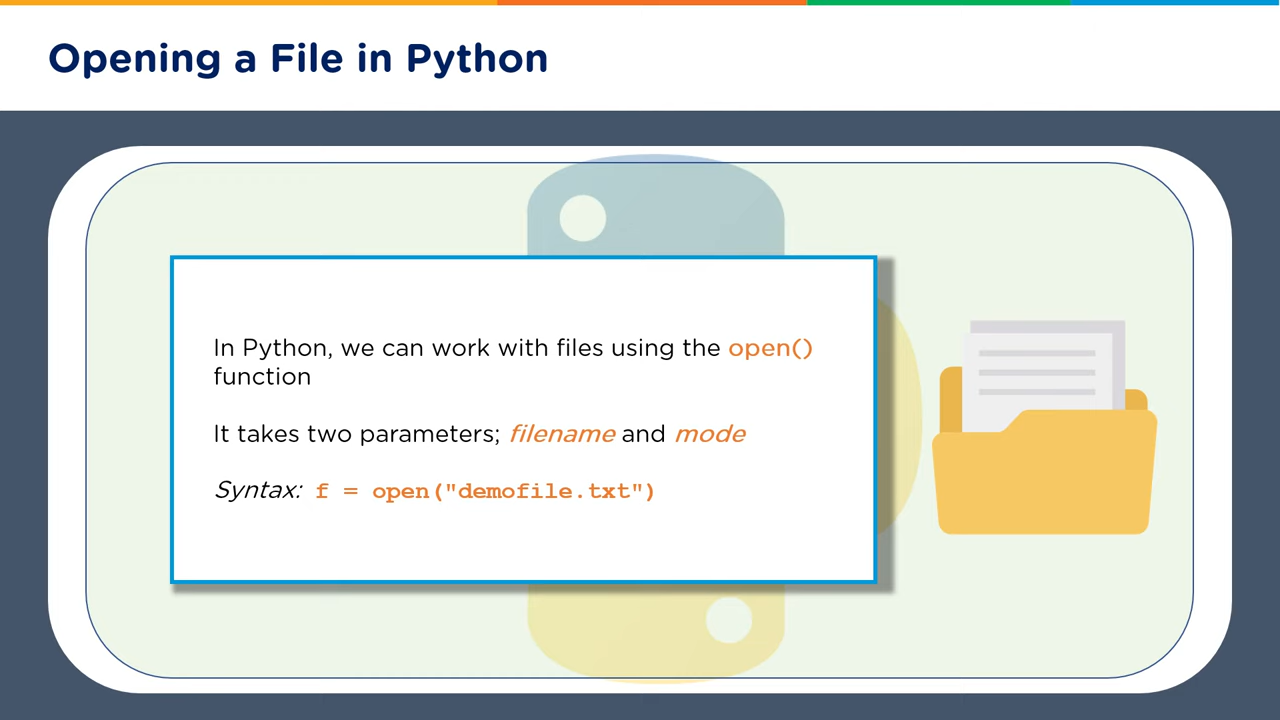 Opening a File in Python
In Python, we can work with files using the open()
function
It takes two parameters; filename and mode
Syntax: f = open("demofile.txt")